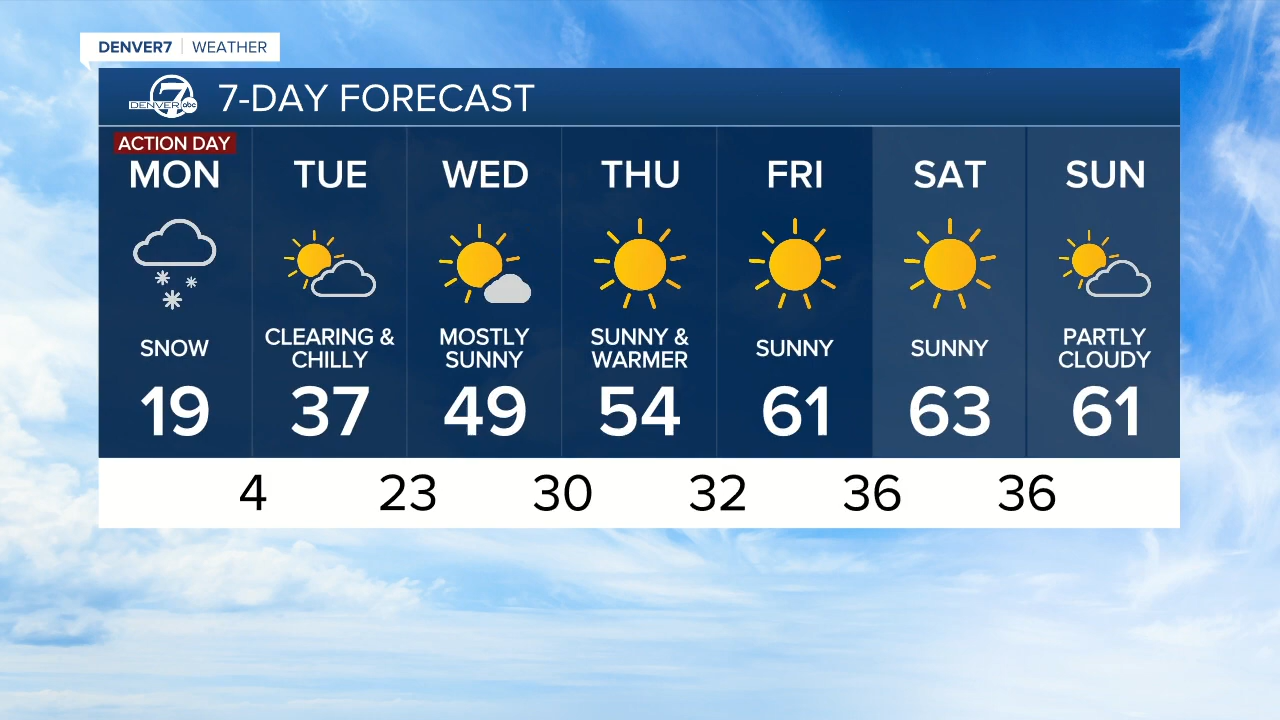 DENVER7 | WEATHER
7 DENVER abc
7-DAY FORECAST
ACTION DAY
MON
SNOW
19
TUE
CLEARING &
CHILLY
37
WED
MOSTLY
SUNNY
49
THU
SUNNY &
WARMER
54
FRI
SUNNY
61
SAT
SUNNY
63
SUN
PARTLY
CLOUDY
61
4 23 30 32 36 36